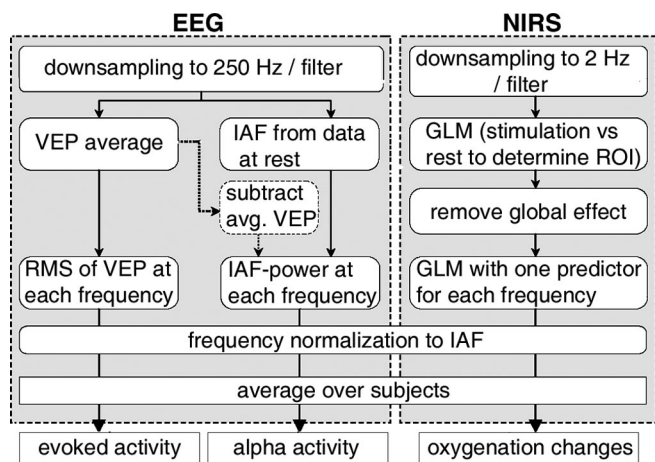 EEG
NIRS
downsampling to 250 Hz / filter
downsampling to 2 Hz
/ filter
VEP average
IAF from data
at rest
GLM (stimulation vs
rest to determine ROI)
subtract
avg. VEP
remove global effect
RMS of VEP at
each frequency
IAF-power at
each frequency
GLM with one predictor
for each frequency
frequency normalization to IAF
average over subjects
evoked activity
alpha activity
oxygenation changes